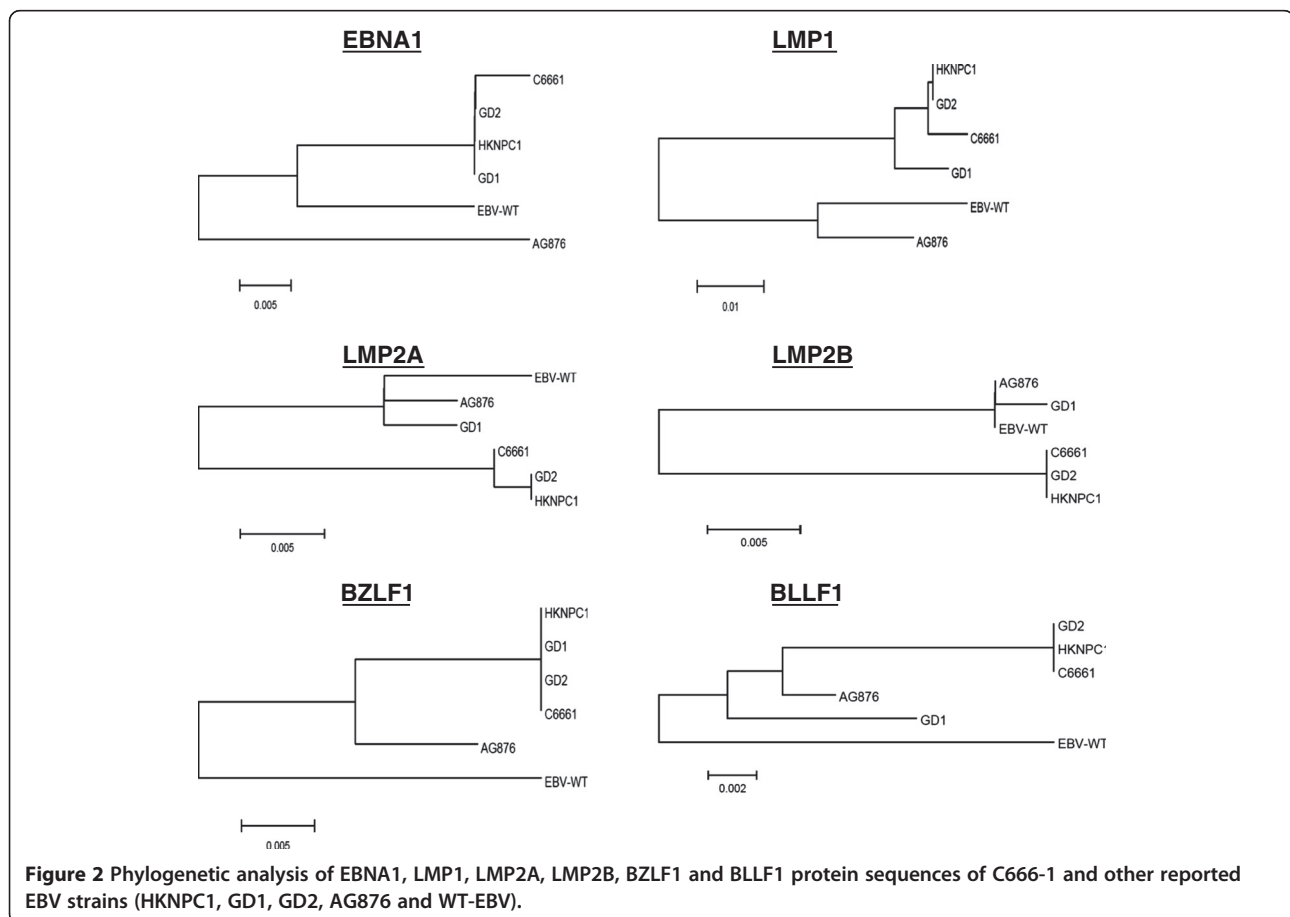 EBNA1
C6661
GD2
HKNPC1
GD1
EBV-WT
AG876
0.005
LMP1
HKNPC1
GD2
C6661
GD1
EBV-WT
AG876
0.01
LMP2A
EBV-WT
AG876
GD1
C6661
GD2
HKNPC1
0.005
LMP2B
AG876
GD1
EBV-WT
C6661
GD2
HKNPC1
0.005
BZLF1
HKNPC1
GD1
GD2
C6661
AG876
EBV-WT
0.005
BLLF1
GD2
HKNPC1
C6661
AG876
GD1
EBV-WT
0.002
Figure 2 Phylogenetic analysis of EBNA1, LMP1, LMP2A, LMP2B, BZLF1 and BLLF1 protein sequences of C666-1 and other reported
EBV strains (HKNPC1, GD1, GD2, AG876 and WT-EBV).